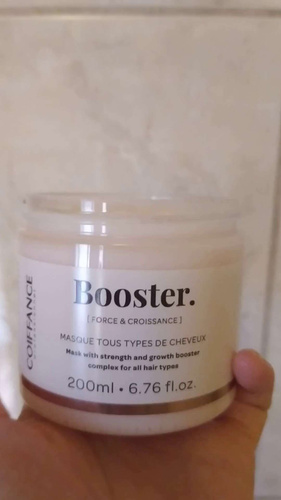 Booster.
[ FORCE & CROISSANCE ]
MASQUE TOUS TYPES DE CHEVEUX
Mask with strength and growth booster
complex for all hair types
200ml • 6.76 fl.oz.
COIFFANCE